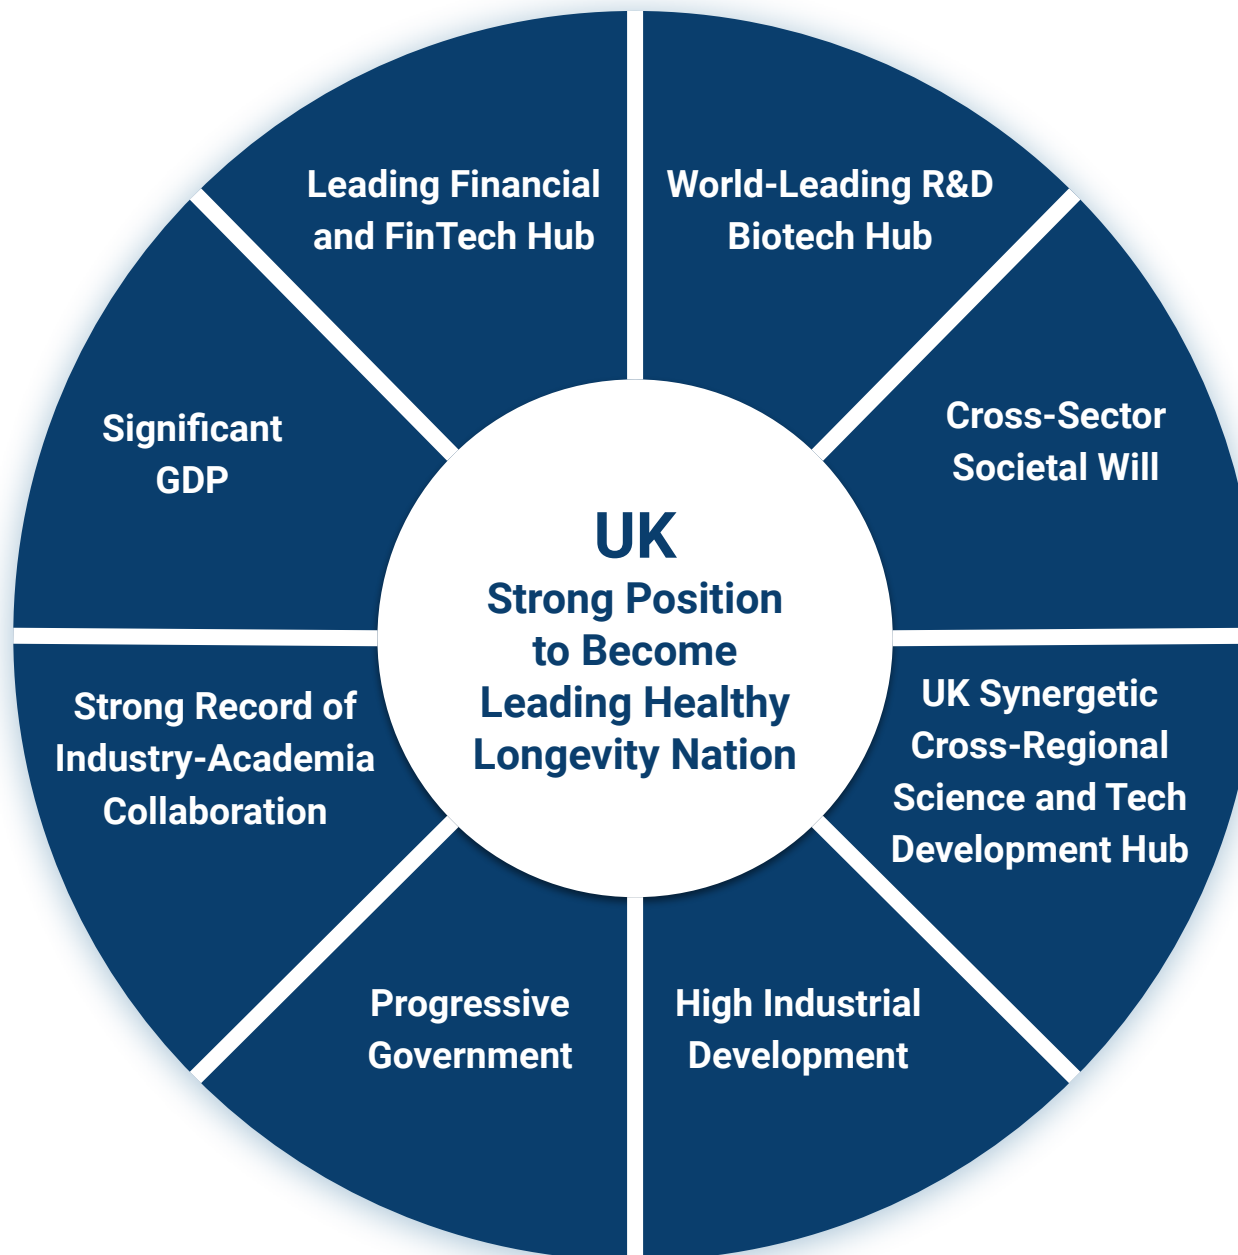 Leading Financial
and FinTech Hub
World-Leading R&D
Biotech Hub
Significant
GDP
Cross-Sector
Societal Will
UK
Strong Position
to Become
Leading Healthy
Longevity Nation
Strong Record of
Industry-Academia
Collaboration
UK Synergetic
Cross-Regional
Science and Tech
Development Hub
Progressive
Government
High Industrial
Development